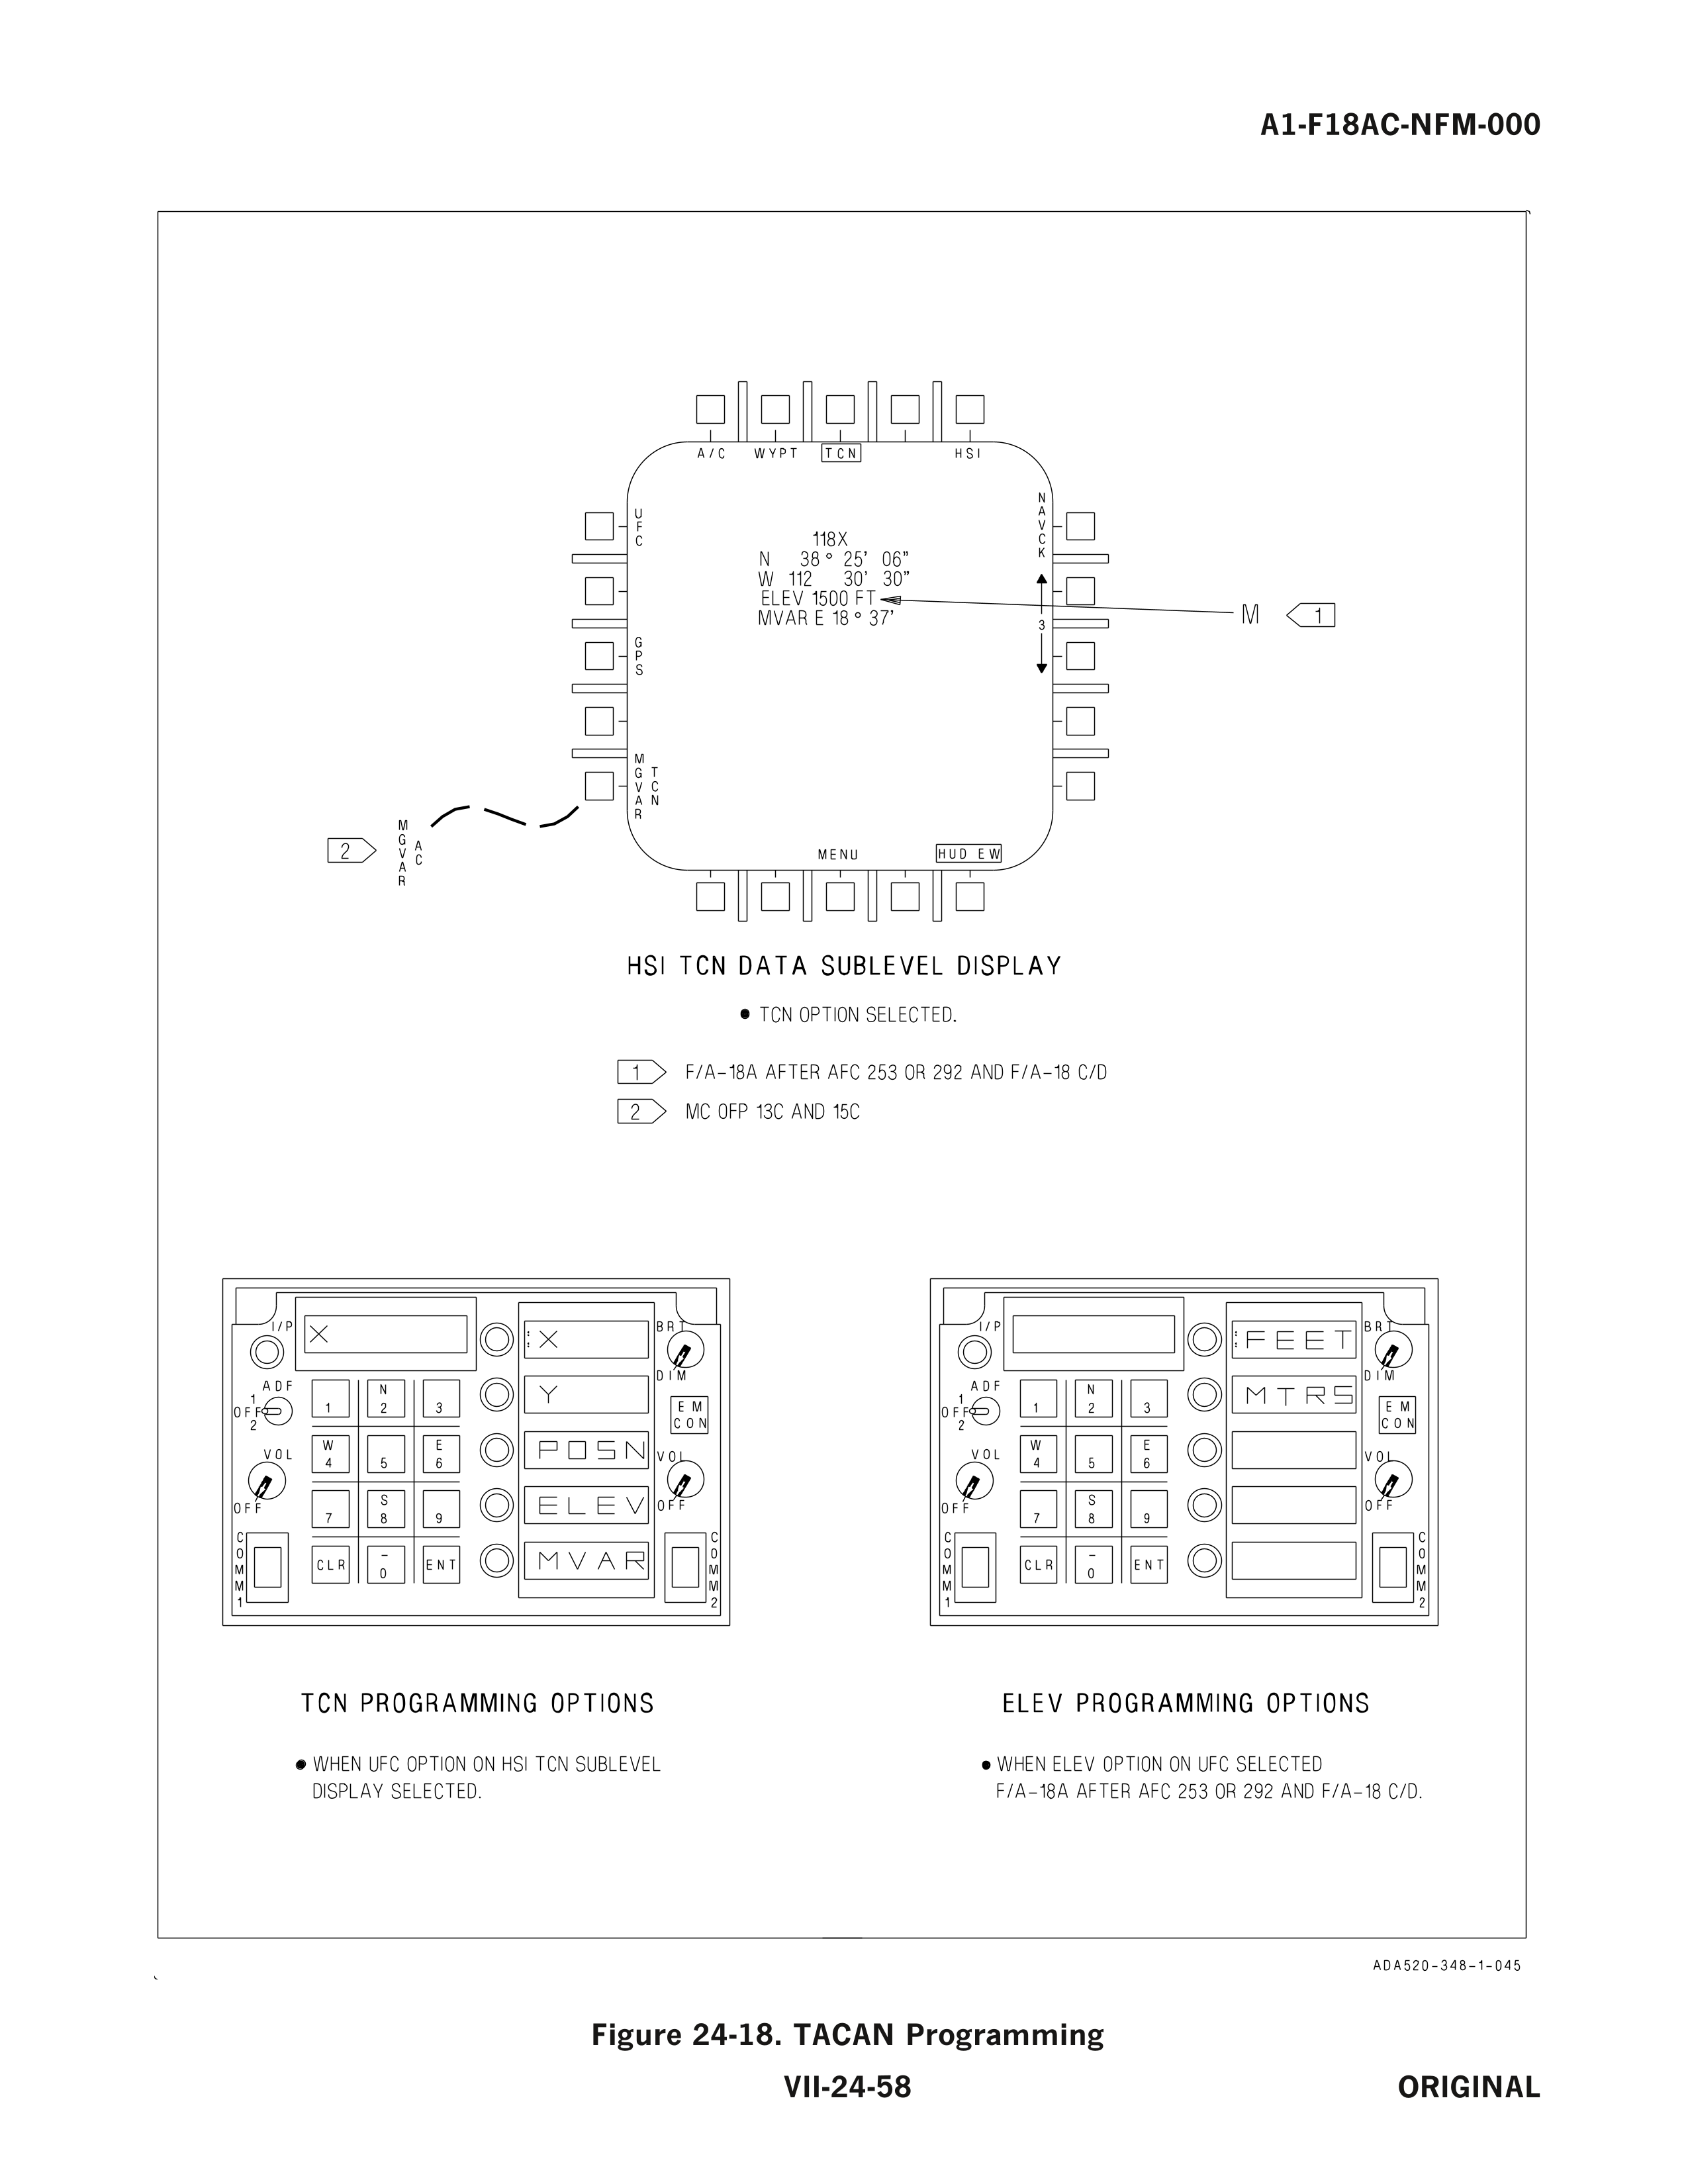 A1-F18AC-NFM-000
A/C WYPT TCN HSI
UFC
NAVCK
118X
N 38° 25’ 06”
W 112 30’ 30”
ELEV 1500 FT
MVAR E 18° 37’
M 1
3
GPS
MGVAR TCN
2 MGVAR AC
MENU HUD EW
HSI TCN DATA SUBLEVEL DISPLAY
● TCN OPTION SELECTED.
1 F/A-18A AFTER AFC 253 OR 292 AND F/A-18 C/D
2 MC OFP 13C AND 15C
I/P X X BRT
DIM
ADF
1
OFF
2
1 N 2 3 Y EM CON
VOL
OFF
W 4 5 E 6 POSN VOL
OFF
7 S 8 9 ELEV
COMM 1 CLR – 0 ENT MVAR COMM 2
I/P FEET BRT
DIM
ADF
1
OFF
2
1 N 2 3 MTRS EM CON
VOL
OFF
W 4 5 E 6 VOL
OFF
7 S 8 9
COMM 1 CLR – 0 ENT COMM 2
TCN PROGRAMMING OPTIONS
● WHEN UFC OPTION ON HSI TCN SUBLEVEL
DISPLAY SELECTED.
ELEV PROGRAMMING OPTIONS
● WHEN ELEV OPTION ON UFC SELECTED
F/A-18A AFTER AFC 253 OR 292 AND F/A-18 C/D.
ADA520-348-1-045
Figure 24-18. TACAN Programming
VII-24-58
ORIGINAL